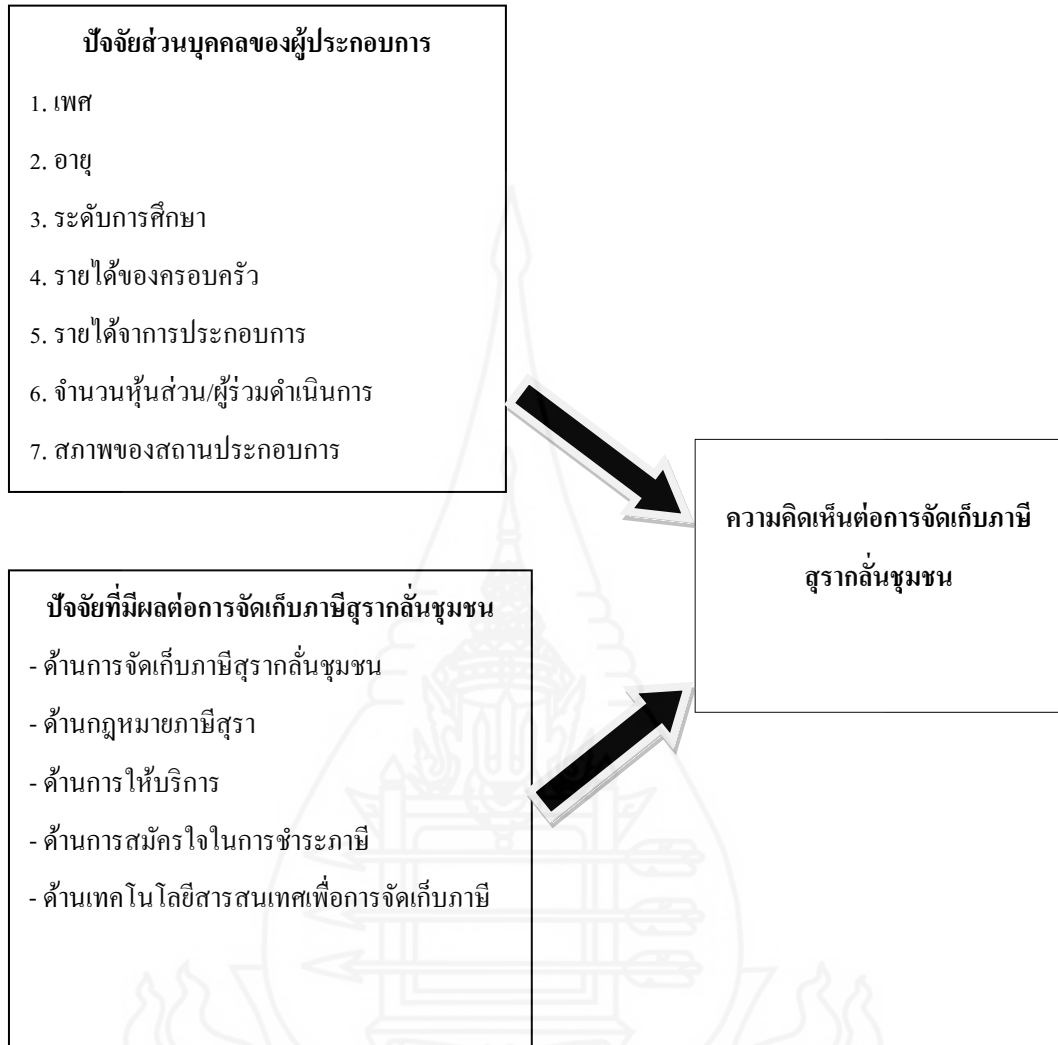 ปัจจัยส่วนบุคคลของผู้ประกอบการ
1. เพศ
2. อายุ
3. ระดับการศึกษา
4. รายได้ของครอบครัว
5. รายได้จาการประกอบการ
6. จำนวนหุ้นส่วน/ผู้ร่วมดำเนินการ
7. สภาพของสถานประกอบการ
ความคิดเห็นต่อการจัดเก็บภาษี
สุรากลั่นชุมชน
ปัจจัยที่มีผลต่อการจัดเก็บภาษีสุรากลั่นชุมชน
- ด้านการจัดเก็บภาษีสุรากลั่นชุมชน
- ด้านกฎหมายภาษีสุรา
- ด้านการให้บริการ
- ด้านการสมัครใจในการชำระภาษี
- ด้านเทคโนโลยีสารสนเทศเพื่อการจัดเก็บภาษี